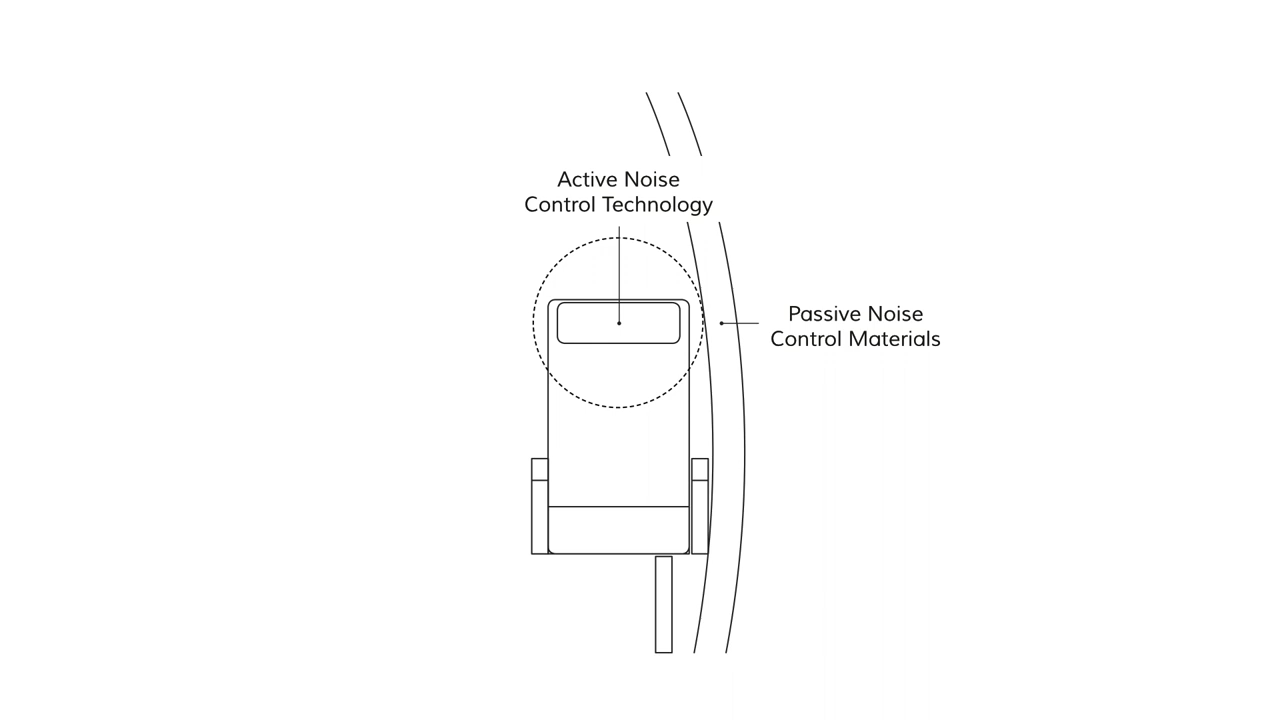 Active Noise
Control Technology
Passive Noise
Control Materials